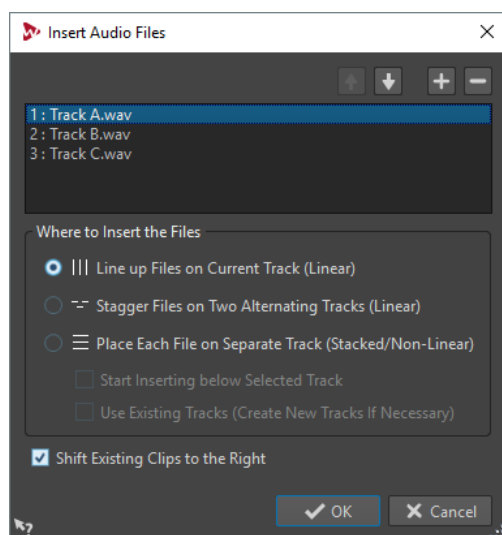 Insert Audio Files
1 : Track A.wav
2 : Track B.wav
3 : Track C.wav
Where to Insert the Files
Line up Files on Current Track (Linear)
Stagger Files on Two Alternating Tracks (Linear)
Place Each File on Separate Track (Stacked/Non-Linear)
Start Inserting below Selected Track
Use Existing Tracks (Create New Tracks If Necessary)
Shift Existing Clips to the Right
OK Cancel